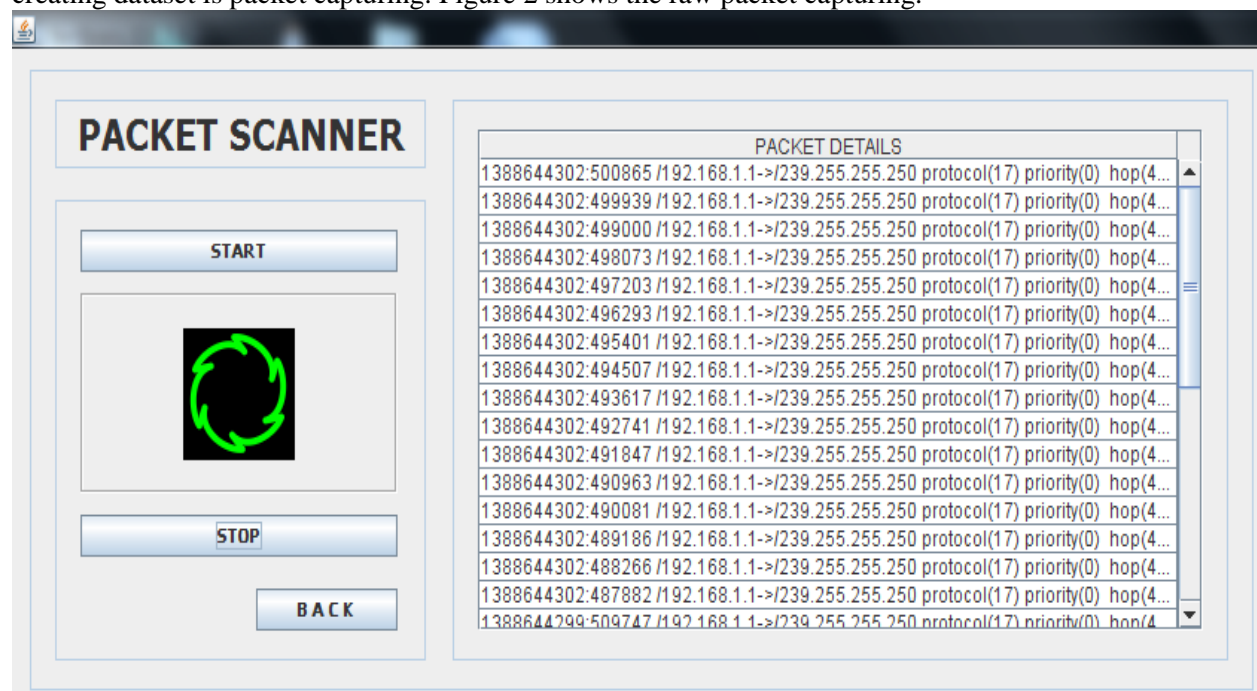 creating dataset is packet capturing. Figure 2 shows the raw packet capturing.
PACKET SCANNER
START
STOP
BACK
PACKET DETAILS
1388644302:500865 /192.168.1.1->/239.255.255.250 protocol(17) priority(0) hop(4...
1388644302:499939 /192.168.1.1->/239.255.255.250 protocol(17) priority(0) hop(4...
1388644302:499000 /192.168.1.1->/239.255.255.250 protocol(17) priority(0) hop(4...
1388644302:498073 /192.168.1.1->/239.255.255.250 protocol(17) priority(0) hop(4...
1388644302:497203 /192.168.1.1->/239.255.255.250 protocol(17) priority(0) hop(4...
1388644302:496293 /192.168.1.1->/239.255.255.250 protocol(17) priority(0) hop(4...
1388644302:495401 /192.168.1.1->/239.255.255.250 protocol(17) priority(0) hop(4...
1388644302:494507 /192.168.1.1->/239.255.255.250 protocol(17) priority(0) hop(4...
1388644302:493617 /192.168.1.1->/239.255.255.250 protocol(17) priority(0) hop(4...
1388644302:492741 /192.168.1.1->/239.255.255.250 protocol(17) priority(0) hop(4...
1388644302:491847 /192.168.1.1->/239.255.255.250 protocol(17) priority(0) hop(4...
1388644302:490963 /192.168.1.1->/239.255.255.250 protocol(17) priority(0) hop(4...
1388644302:490081 /192.168.1.1->/239.255.255.250 protocol(17) priority(0) hop(4...
1388644302:489186 /192.168.1.1->/239.255.255.250 protocol(17) priority(0) hop(4...
1388644302:488266 /192.168.1.1->/239.255.255.250 protocol(17) priority(0) hop(4...
1388644302:487882 /192.168.1.1->/239.255.255.250 protocol(17) priority(0) hop(4...
1388644299:509747 /192.168.1.1->/239.255.255.250 protocol(17) priority(0) hop(4...